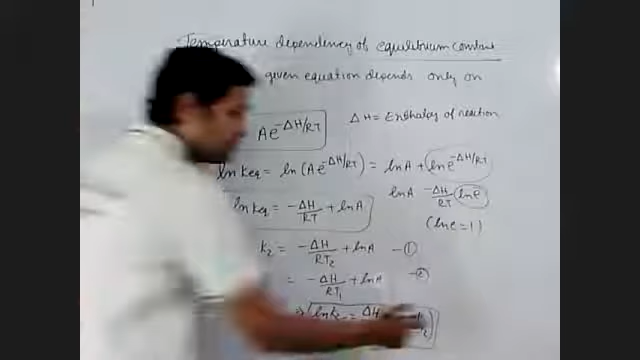 Temperature dependency of equilibrium constant
given equation depends only on
Ae^-ΔH/RT ΔH = Enthalpy of reaction
ln Keq = ln (Ae^-ΔH/RT) = lnA + lne^-ΔH/RT
lnA -ΔH/RT lne
ln Keq = -ΔH/RT + lnA
(lne = 1)
K2 = -ΔH/RT2 + lnA -①
= -ΔH/RT1 + lnA -②
⇒ ln K = ΔH